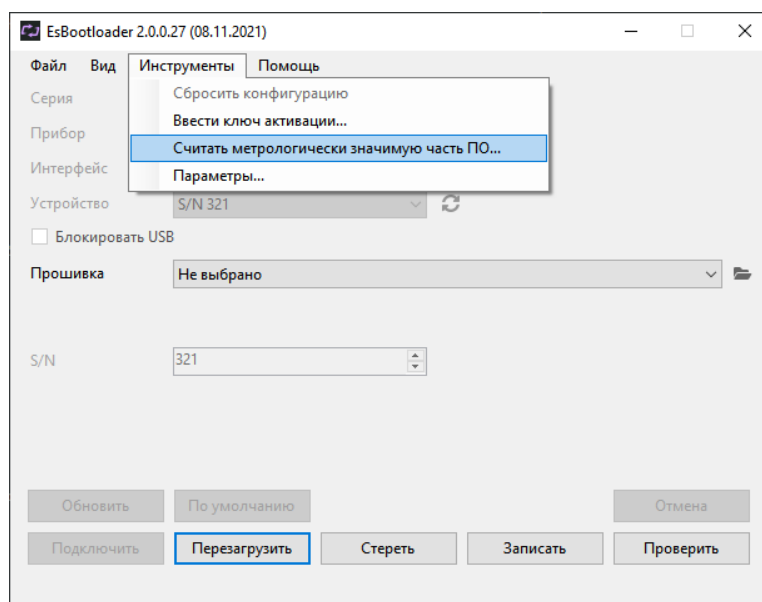 EsBootloader 2.0.0.27 (08.11.2021)
Файл Вид Инструменты Помощь
Серия
Сбросить конфигурацию
Прибор
Ввести ключ активации...
Считать метрологически значимую часть ПО...
Интерфейс
Параметры...
Устройство S/N 321
Блокировать USB
Прошивка Не выбрано
S/N 321
Обновить По умолчанию Отмена
Подключить Перезагрузить Стереть Записать Проверить